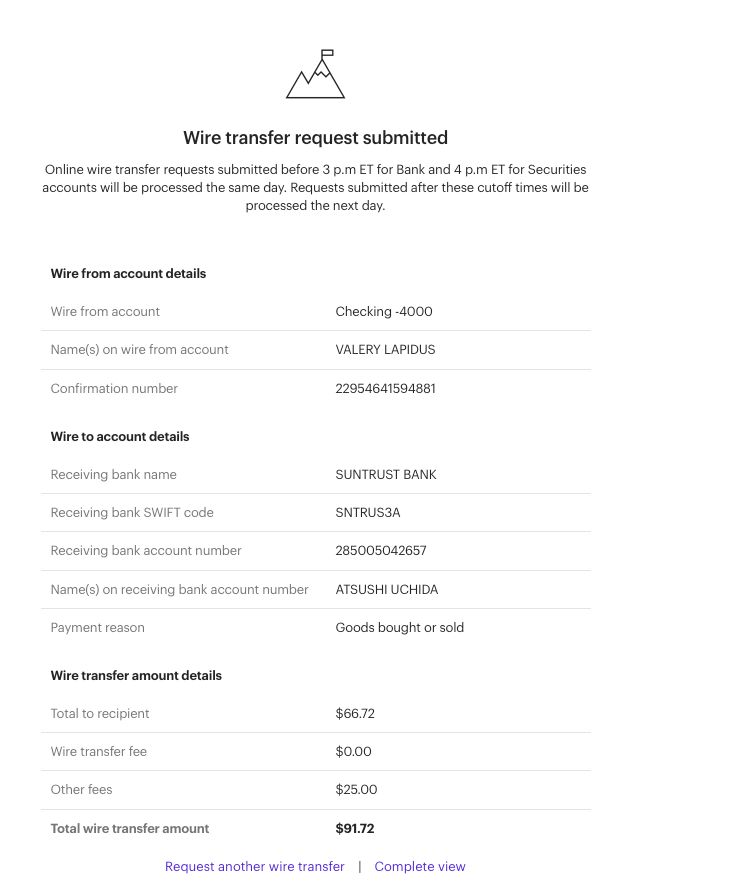 Wire transfer request submitted
Online wire transfer requests submitted before 3 p.m ET for Bank and 4 p.m ET for Securities
accounts will be processed the same day. Requests submitted after these cutoff times will be
processed the next day.
Wire from account details
Wire from account Checking -4000
Name(s) on wire from account VALERY LAPIDUS
Confirmation number 22954641594881
Wire to account details
Receiving bank name SUNTRUST BANK
Receiving bank SWIFT code SNTRUS3A
Receiving bank account number 285005042657
Name(s) on receiving bank account number ATSUSHI UCHIDA
Payment reason Goods bought or sold
Wire transfer amount details
Total to recipient $66.72
Wire transfer fee $0.00
Other fees $25.00
Total wire transfer amount $91.72
Request another wire transfer | Complete view